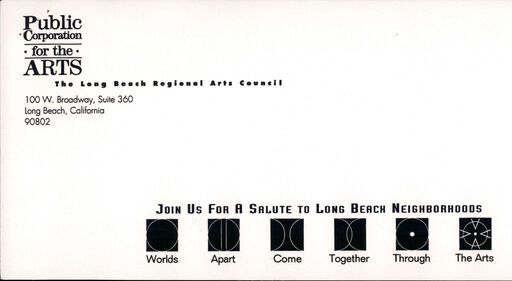 Public
Corporation
· for the ·
ARTS
The Long Beach Regional Arts Council
100 W. Broadway, Suite 360
Long Beach, California
90802
JOIN US FOR A SALUTE TO LONG BEACH NEIGHBORHOODS
Worlds Apart Come Together Through The Arts